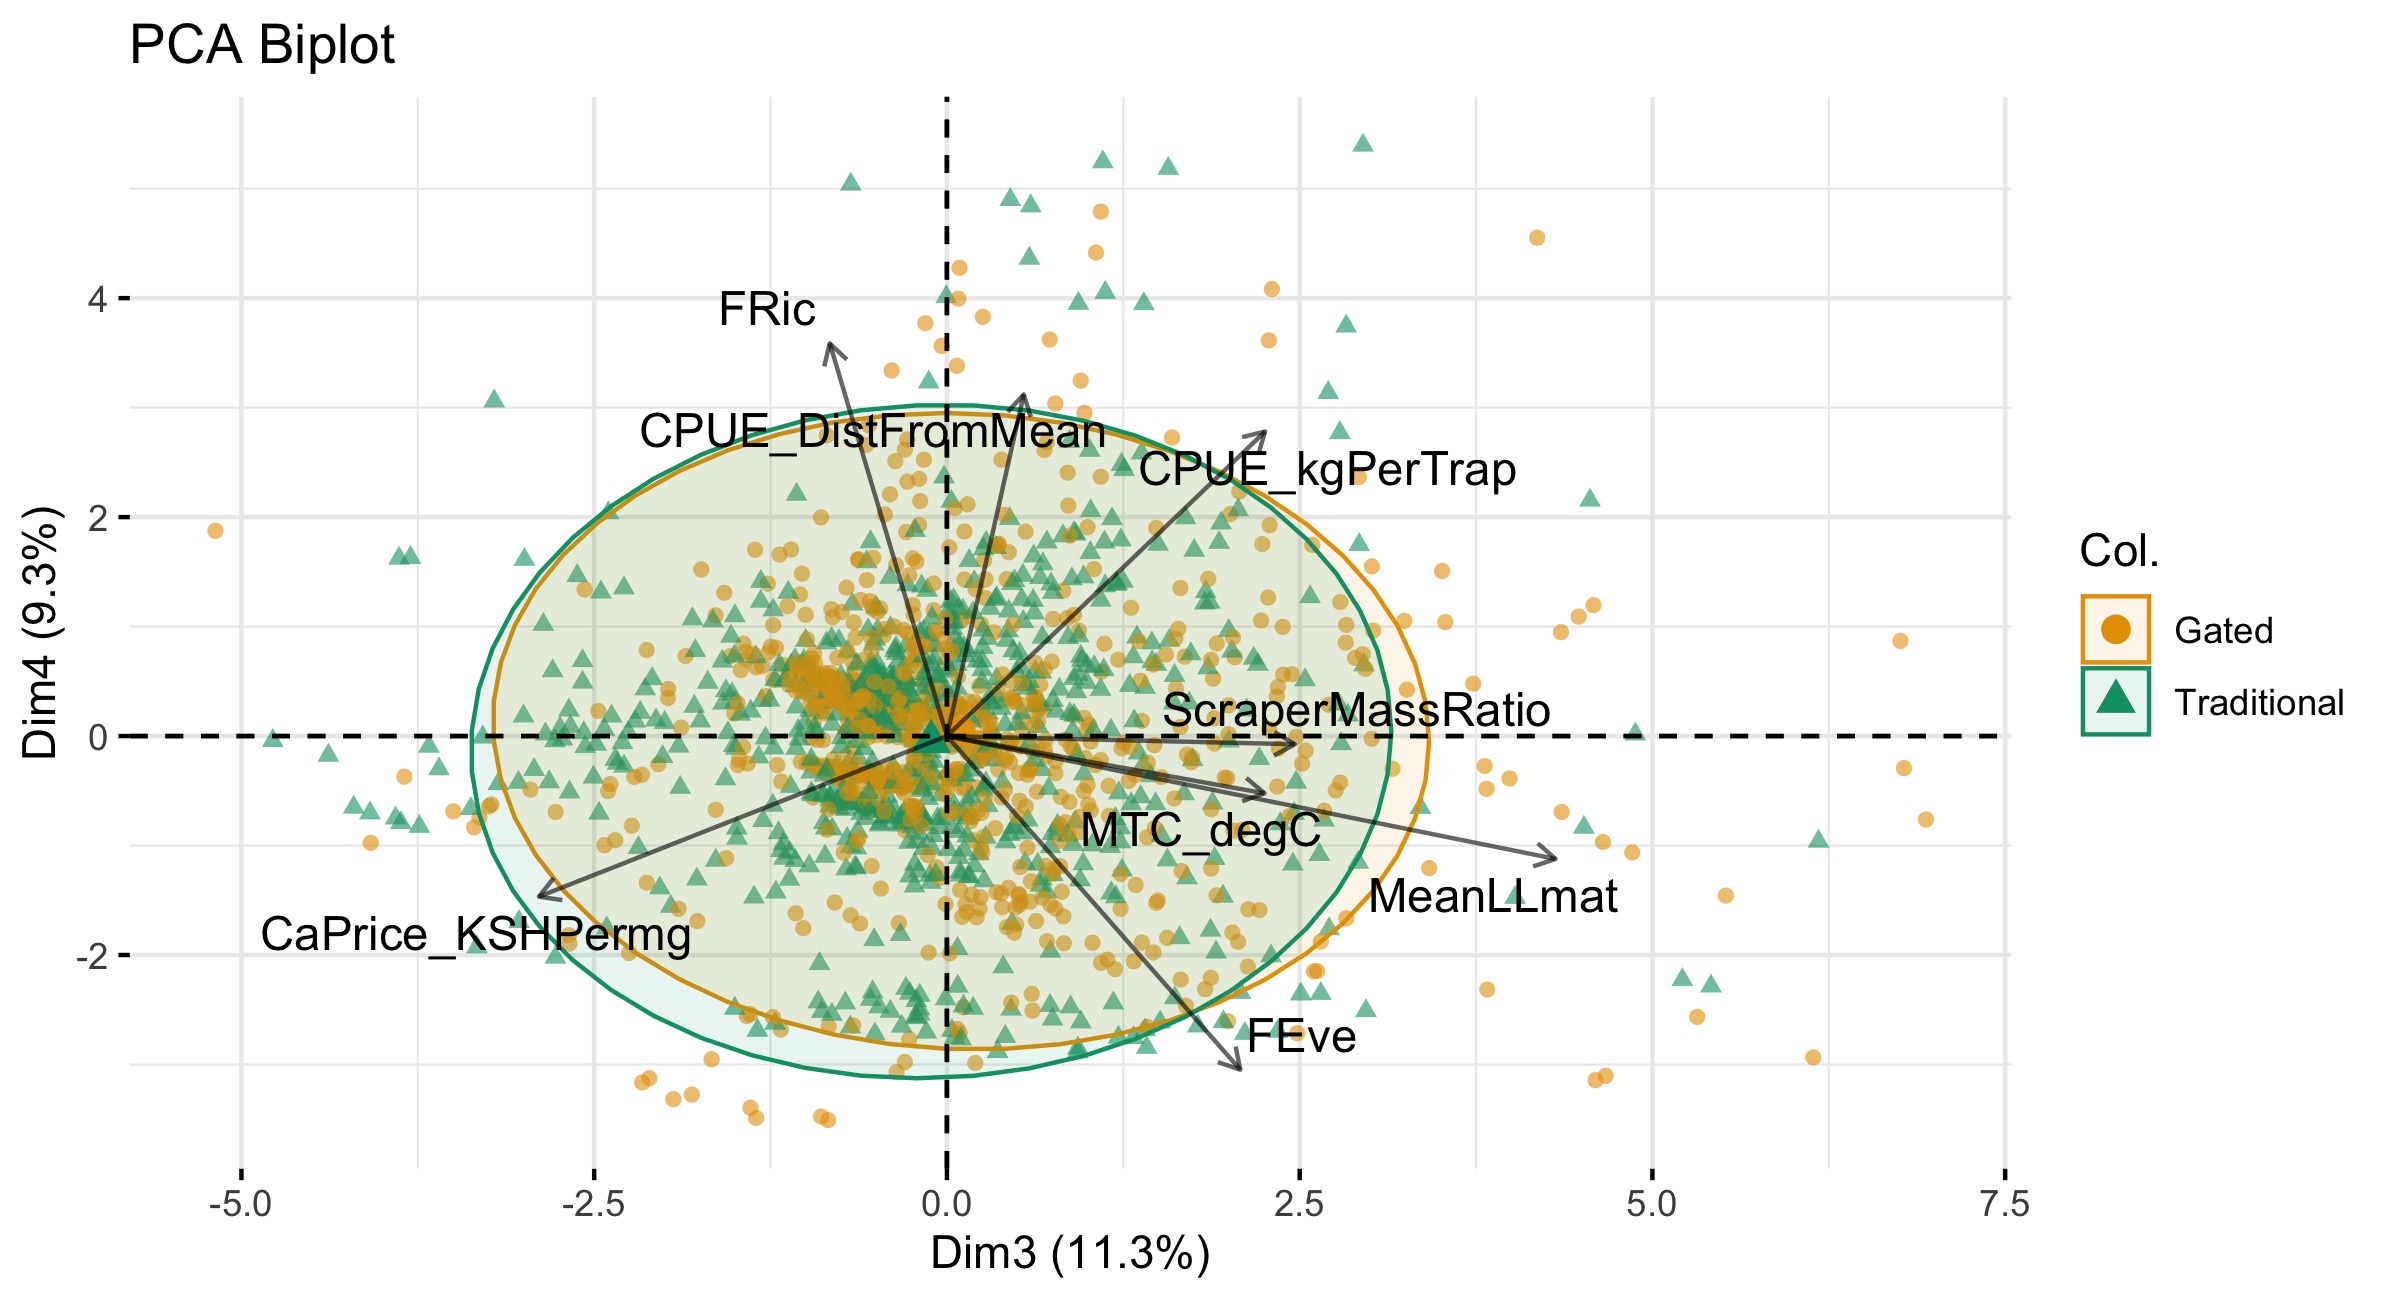 PCA Biplot
4
2
0
-2
Dim4 (9.3%)
FRic
CPUE_DistFromMean
CPUE_kgPerTrap
ScraperMassRatio
MTC_degC
MeanLLmat
CaPrice_KSHPermg
FEve
-5.0
-2.5
0.0
2.5
5.0
7.5
Dim3 (11.3%)
Col.
Gated
Traditional